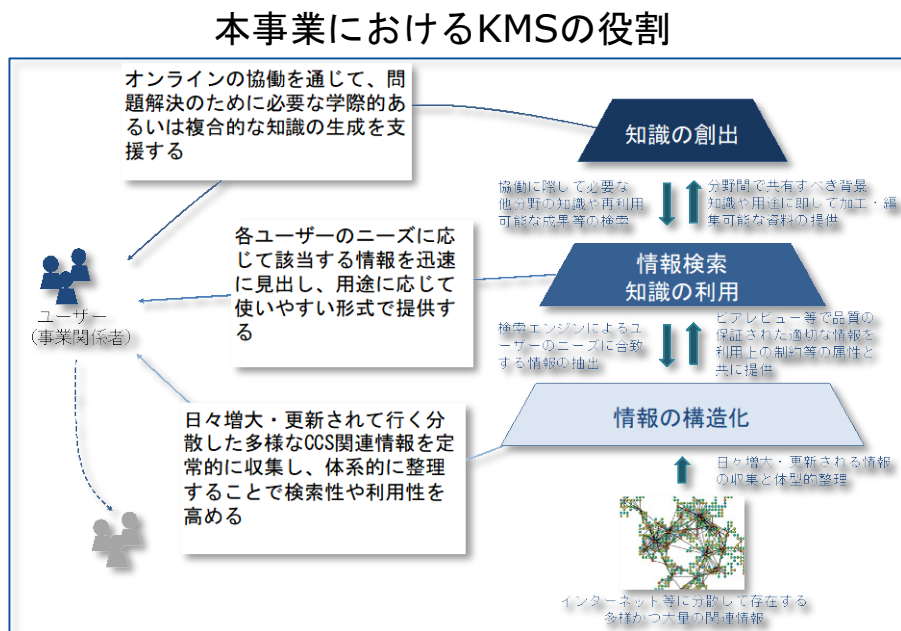 本事業におけるKMSの役割
オンラインの協働を通じて、問
題解決のために必要な学際的あ
るいは複合的な知識の生成を支
援する
知識の創出
協働に際して必要な
他分野の知識や再利用
可能な成果等の検索
分野間で共有すべき背景
知識や用途に即して加工・編
集可能な資料の提供
各ユーザーのニーズに応
じて該当する情報を迅速
に見出し、用途に応じて
使いやすい形式で提供す
る
情報検索
知識の利用
ユーザー
(事業関係者)
検索エンジンによるユ
ーザーのニーズに合致
する情報の抽出
ピアレビュー等で品質の
保証された適切な情報を
利用上の制約等の属性と
共に提供
日々増大・更新されて行く分
散した多様なCCS関連情報を定
常的に収集し、体系的に整理
することで検索性や利用性を
高める
情報の構造化
日々増大・更新される情報
の収集と体型的整理
インターネット等に分散して存在する
多様かつ大量の関連情報